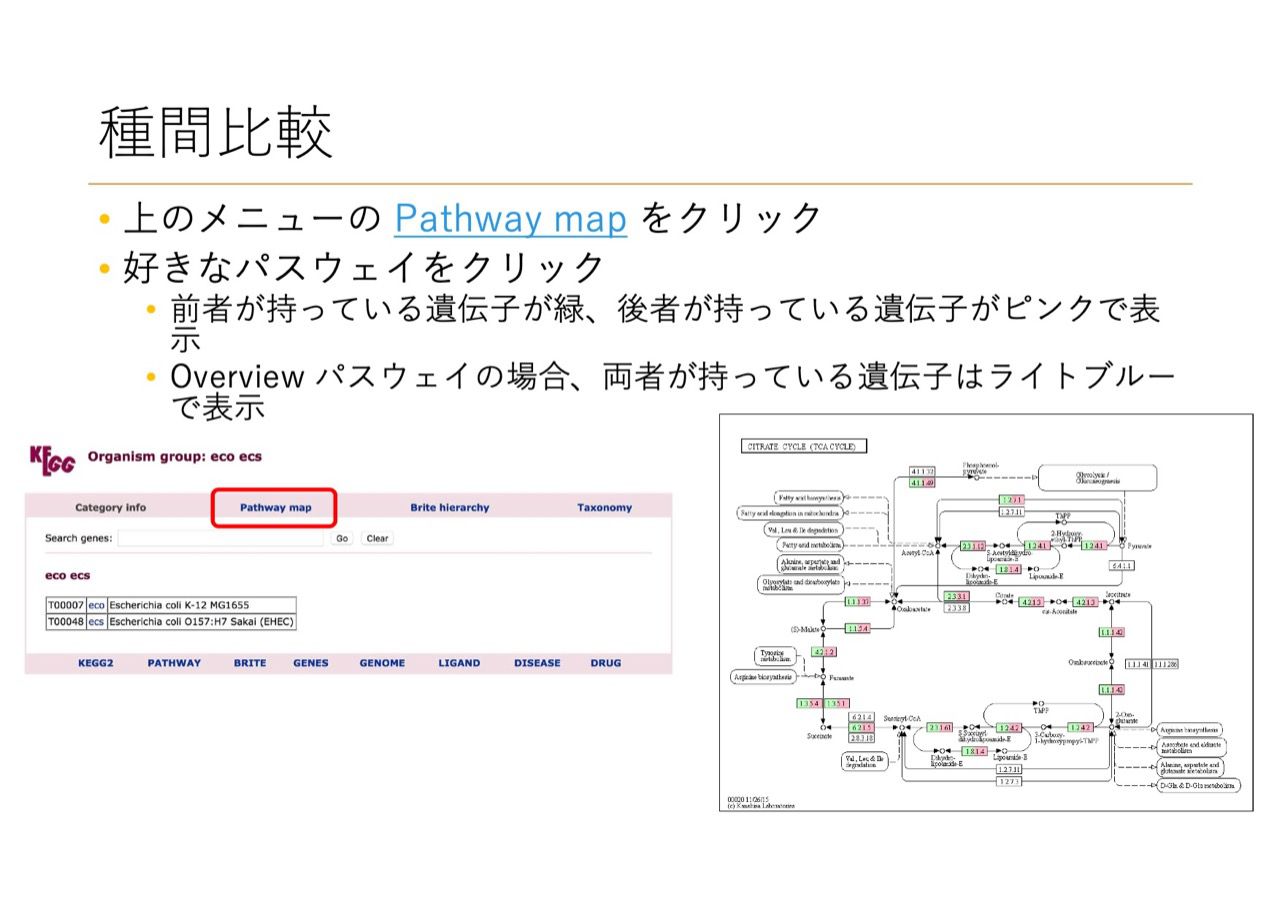 種間比較
• 上のメニューの Pathway map をクリック
• 好きなパスウェイをクリック
• 前者が持っている遺伝子が緑、後者が持っている遺伝子がピンクで表
示
• Overview パスウェイの場合、両者が持っている遺伝子はライトブルー
で表示
KEGG Organism group: eco ecs
Category info Pathway map Brite hierarchy Taxonomy
Search genes: Go Clear
eco ecs
T00007 eco Escherichia coli K-12 MG1655
T00048 ecs Escherichia coli O157:H7 Sakai (EHEC)
KEGG2 PATHWAY BRITE GENES GENOME LIGAND DISEASE DRUG
CITRATE CYCLE (TCA CYCLE)
4.1.1.32
4.1.1.49
Phosphoenol-
pyruvate
Glycolysis /
Gluconeogenesis
Fatty acid biosynthesis
Fatty acid elongation in mitochondria
Val, Leu & Ile degradation
Fatty acid metabolism
Alanine, aspartate and
glutamate metabolism
Glyoxylate and dicarboxylate
metabolism
1.2.7.1
1.2.7.11
ThPP
2-Hydroxy-
ethyl-ThPP
Acetyl-CoA
2.3.1.12
S-Acetyldihydro-
lipoamide-E
1.2.4.1
1.2.4.1
Pyruvate
1.8.1.4
Dihydro-
lipoamide-E
Lipoamide-E
6.4.1.1
1.1.1.37
Oxaloacetate
2.3.3.1
2.3.3.8
Citrate
4.2.1.3
cis-Aconitate
4.2.1.3
Isocitrate
(S)-Malate
1.1.5.4
1.1.1.42
4.2.1.2
Tyrosine
metabolism
Arginine biosynthesis
Fumarate
Oxalosuccinate
1.1.1.41
1.1.1.286
1.1.1.42
1.3.5.4
1.3.5.1
Succinate
6.2.1.4
6.2.1.5
2.8.3.18
Succinyl-CoA
2.3.1.61
S-Succinyl-
dihydrolipoamide-E
ThPP
1.2.4.2
3-Carboxy-
1-hydroxypropyl-ThPP
1.2.4.2
2-Oxo-
glutarate
1.8.1.4
Dihydro-
lipoamide-E
Lipoamide-E
Val, Leu & Ile
degradation
1.2.7.11
1.2.7.3
Arginine biosynthesis
Ascorbate and aldarate
metabolism
Alanine, aspartate and
glutamate metabolism
D-Gln & D-Glu metabolism
00020 11/26/15
(c) Kanehisa Laboratories